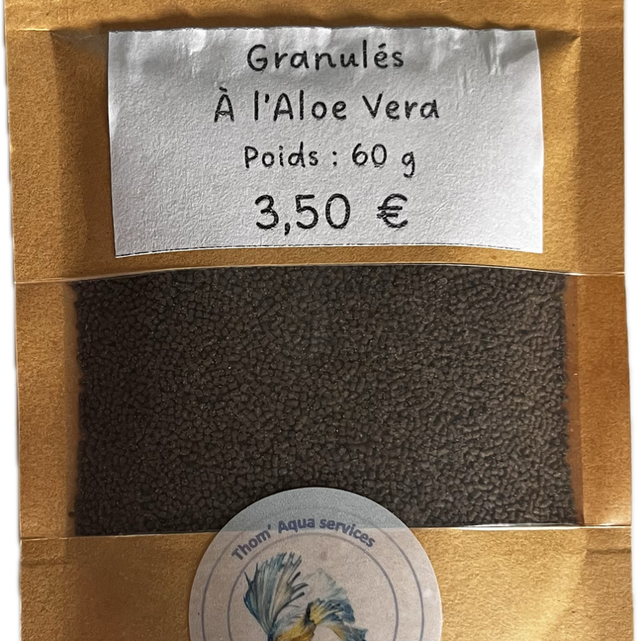 Granulés
À l'Aloe Vera
Poids : 60 g
3,50 €
Thom' Aqua services